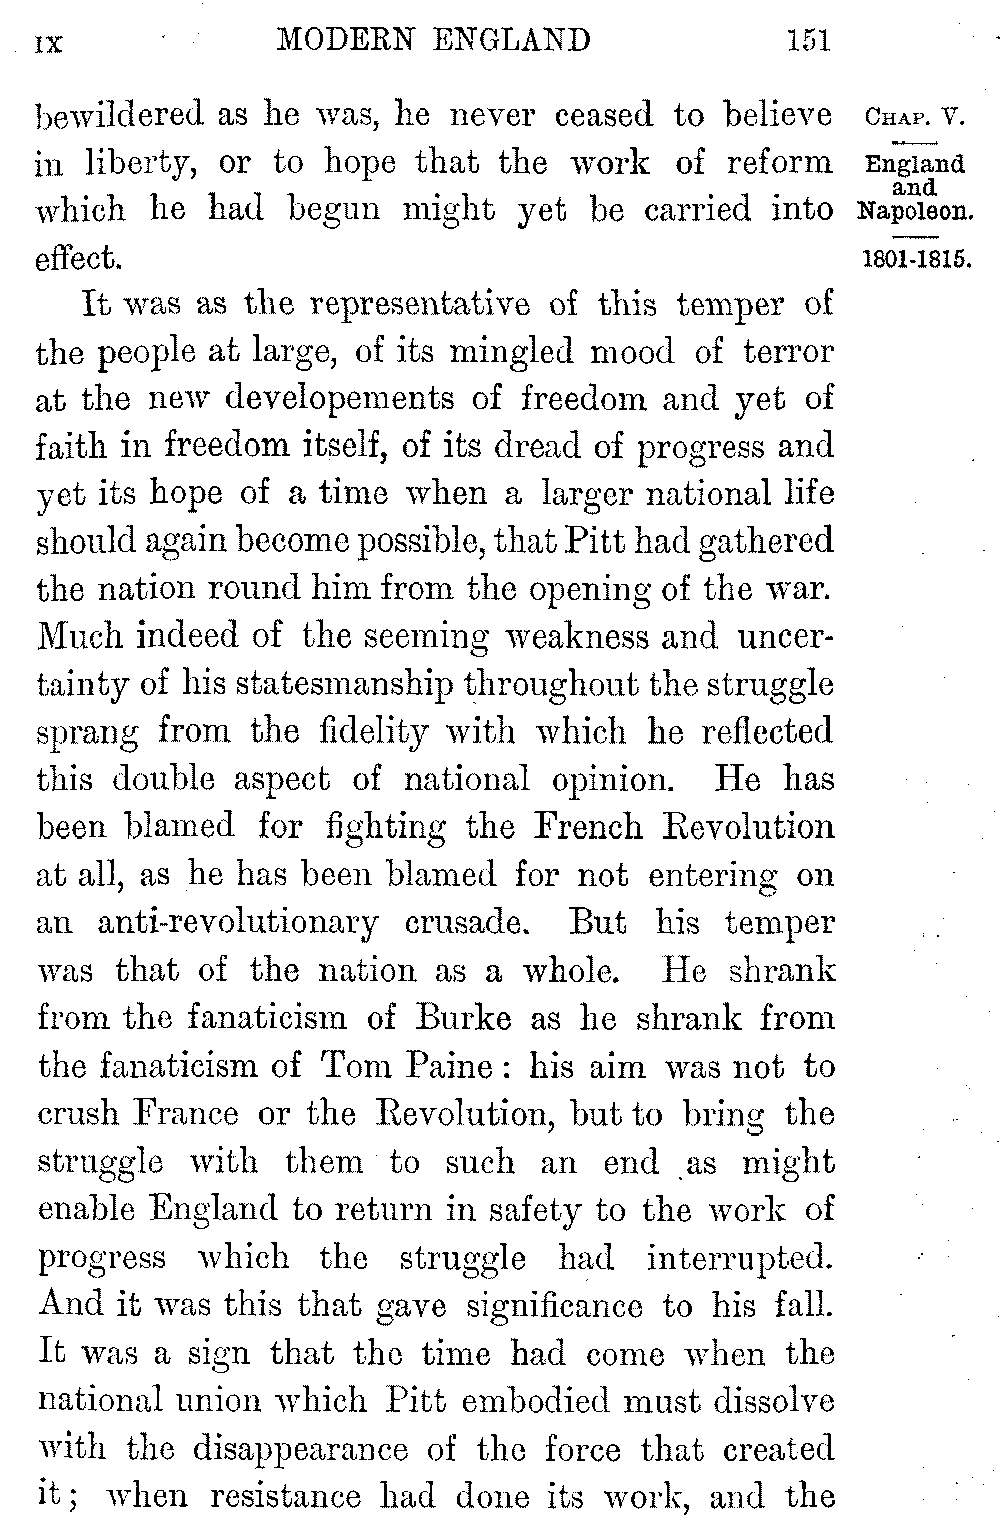 IX MODERN ENGLAND 151
bewildered as he was, he never ceased to believe
in liberty, or to hope that the work of reform
which he had begun might yet be carried into
effect.
It was as the representative of this temper of
the people at large, of its mingled mood of terror
at the new developements of freedom and yet of
faith in freedom itself, of its dread of progress and
yet its hope of a time when a larger national life
should again become possible, that Pitt had gathered
the nation round him from the opening of the war.
Much indeed of the seeming weakness and uncer-
tainty of his statesmanship throughout the struggle
sprang from the fidelity with which he reflected
this double aspect of national opinion. He has
been blamed for fighting the French Revolution
at all, as he has been blamed for not entering on
an anti-revolutionary crusade. But his temper
was that of the nation as a whole. He shrank
from the fanaticism of Burke as he shrank from
the fanaticism of Tom Paine: his aim was not to
crush France or the Revolution, but to bring the
struggle with them to such an end as might
enable England to return in safety to the work of
progress which the struggle had interrupted.
And it was this that gave significance to his fall.
It was a sign that the time had come when the
national union which Pitt embodied must dissolve
with the disappearance of the force that created
it; when resistance had done its work, and the
CHAP. V.
England
and
Napoleon.
1801-1815.